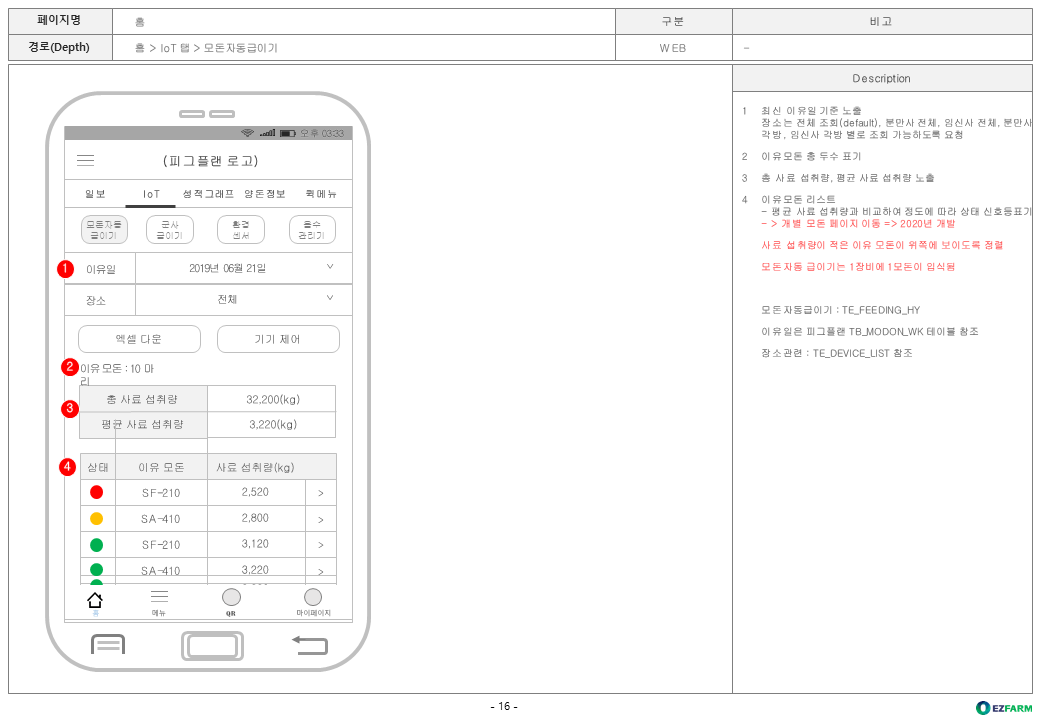 페이지명 홈 구분 비고
경로(Depth) 홈 > IoT 탭 > 모돈자동급이기 WEB -
Description
오후 03:33
(피그플랜 로고)
일보 IoT 성적그래프 양돈정보 퀵메뉴
모돈자동
급이기
군사
급이기
환경
센서
음수
관리기
1
이유일 2019년 06월 21일
장소 전체
엑셀 다운 기기 제어
2
이유모돈 : 10 마
리
3
총 사료 섭취량 32,200(kg)
평균 사료 섭취량 3,220(kg)
4
상태 이유 모돈 사료 섭취량(kg)
SF-210 2,520 >
SA-410 2,800 >
SF-210 3,120 >
SA-410 3,220 >
홈 메뉴 QR 마이페이지
1 최신 이유일 기준 노출
장소는 전체 조회(default), 분만사 전체, 임신사 전체, 분만사
각방, 임신사 각방 별로 조회 가능하도록 요청
2 이유모돈 총 두수 표기
3 총 사료 섭취량, 평균 사료 섭취량 노출
4 이유모돈 리스트
- 평균 사료 섭취량과 비교하여 정도에 따라 상태 신호등표기
- > 개별 모돈 페이지 이동 => 2020년 개발
사료 섭취량이 적은 이유 모돈이 위쪽에 보이도록 정렬
모돈자동 급이기는 1장비에 1모돈이 입식됨
모돈자동급이기 : TE_FEEDING_HY
이유일은 피그플랜 TB_MODON_WK 테이블 참조
장소관련 : TE_DEVICE_LIST 참조
- 16 -
EZFARM